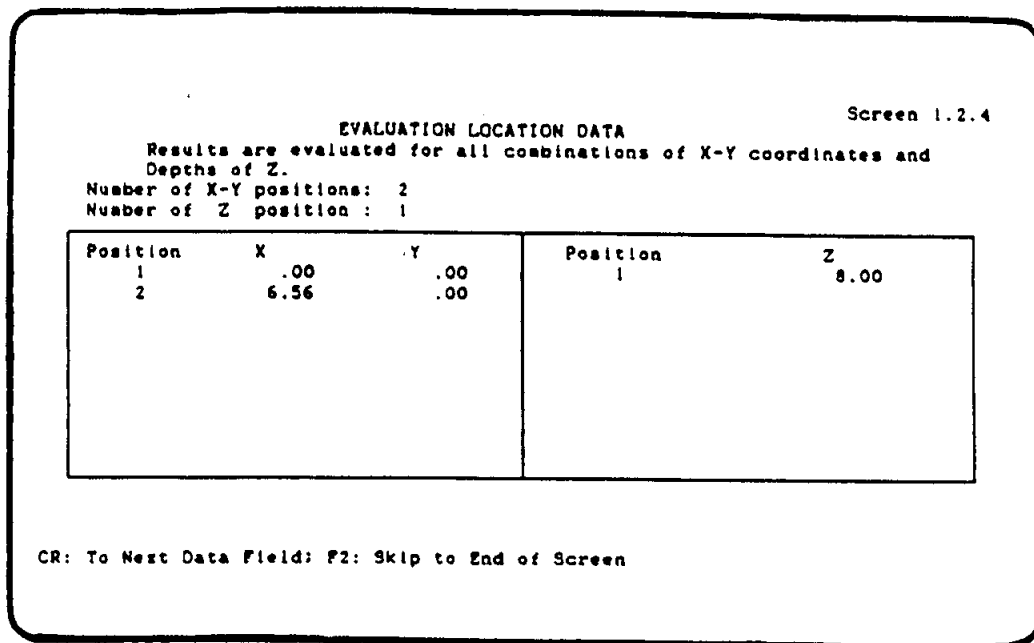 Screen 1.2.4
EVALUATION LOCATION DATA
Results are evaluated for all combinations of X-Y coordinates and
Depths of Z.
Number of X-Y positions: 2
Number of Z position : 1
Position X Y Position Z
1 .00 .00 1 8.00
2 6.56 .00
CR: To Next Data Field; F2: Skip to End of Screen